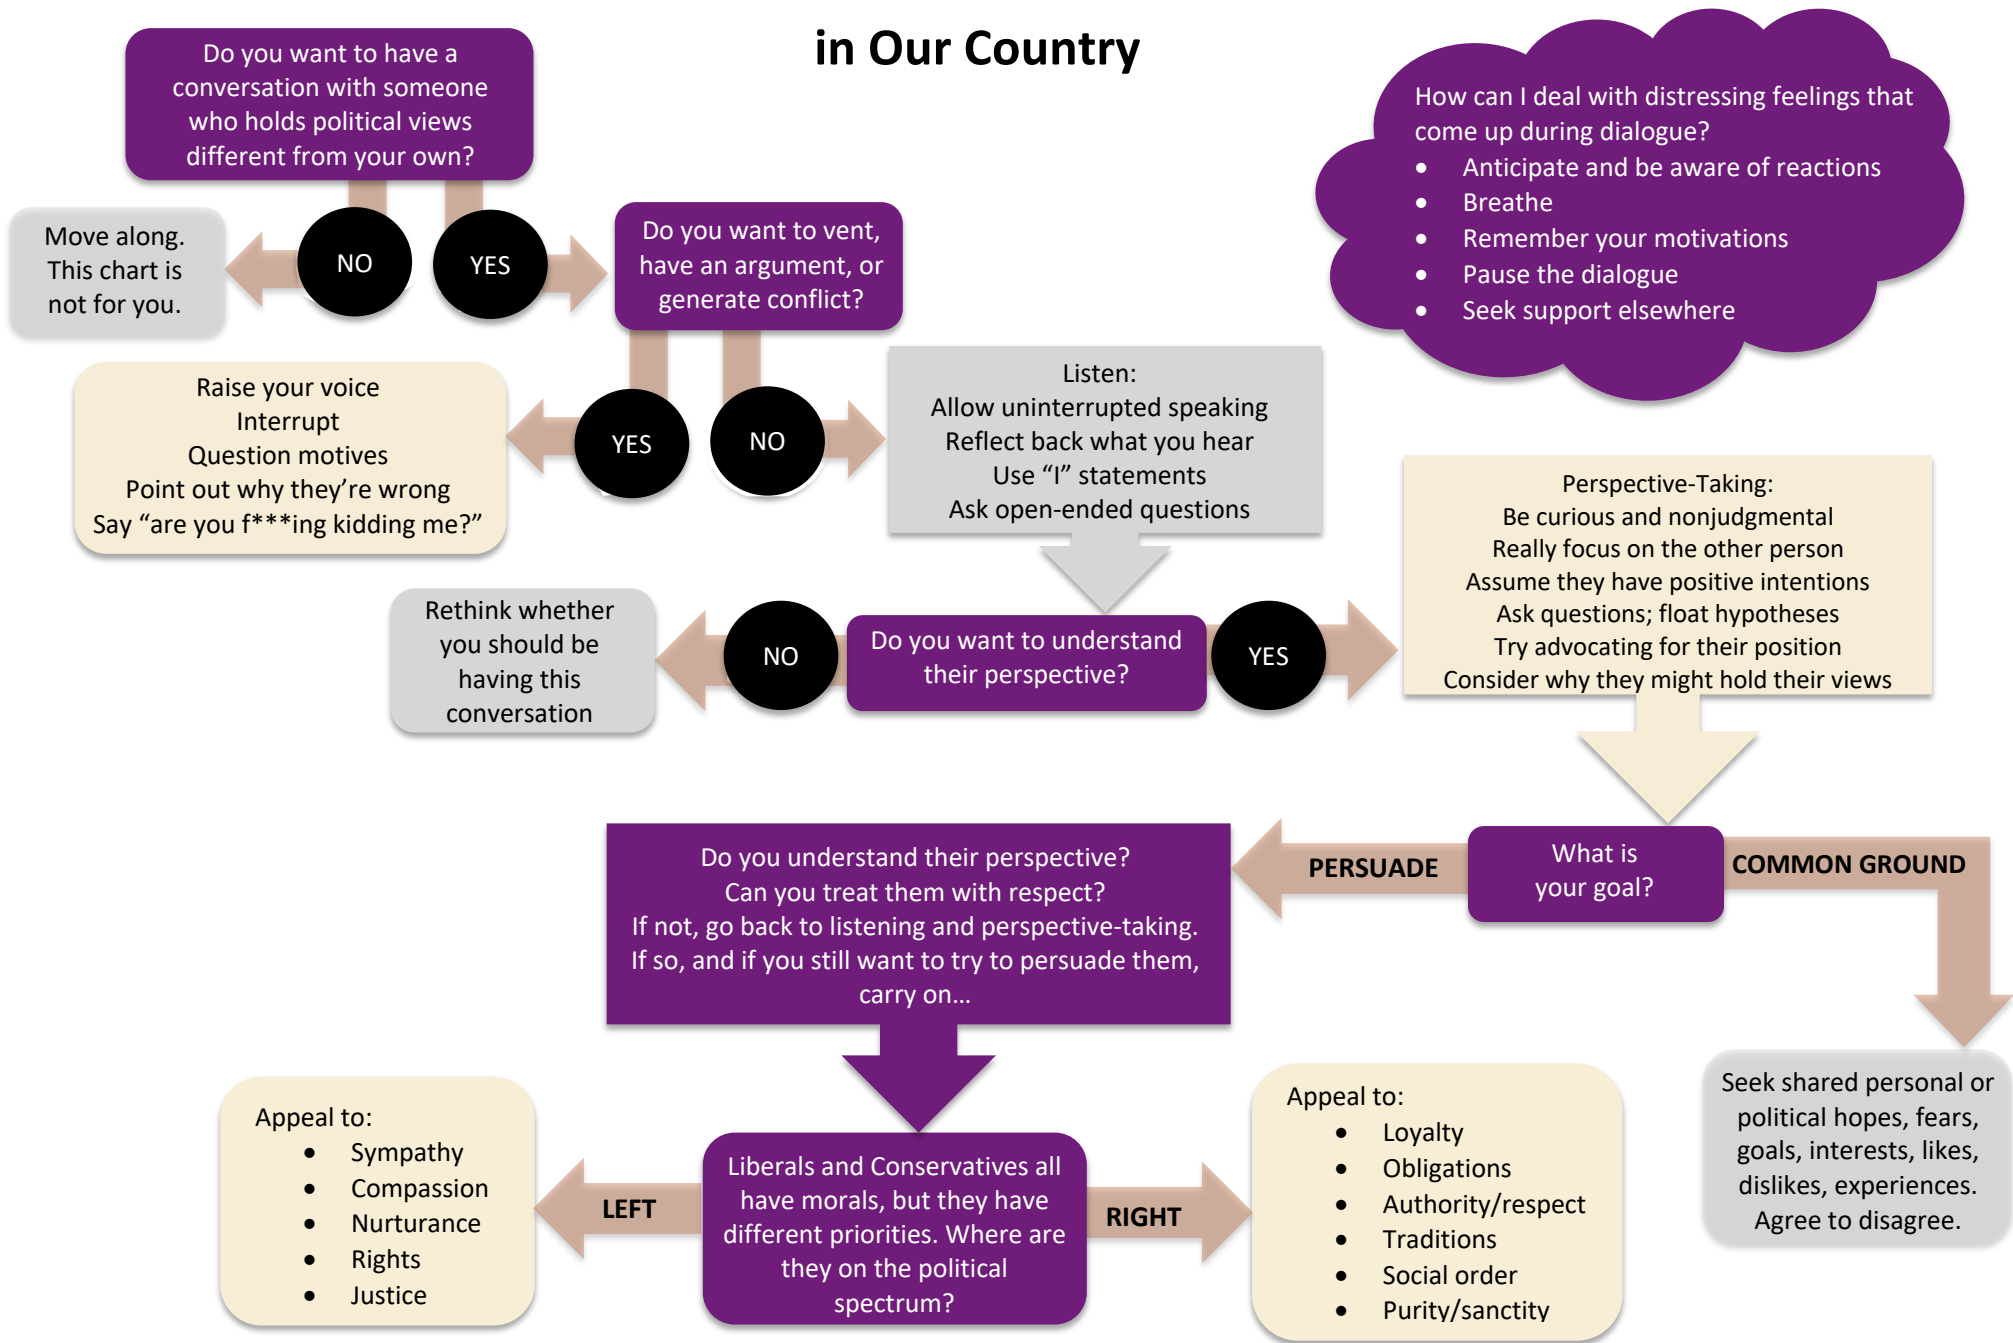 in Our Country
Do you want to have a
conversation with someone
who holds political views
different from your own?
How can I deal with distressing feelings that
come up during dialogue?
• Anticipate and be aware of reactions
• Breathe
• Remember your motivations
• Pause the dialogue
• Seek support elsewhere
Move along.
This chart is
not for you.
NO
YES
Do you want to vent,
have an argument, or
generate conflict?
Raise your voice
Interrupt
Question motives
Point out why they’re wrong
Say “are you f***ing kidding me?”
YES
NO
Listen:
Allow uninterrupted speaking
Reflect back what you hear
Use “I” statements
Ask open-ended questions
Perspective-Taking:
Be curious and nonjudgmental
Really focus on the other person
Assume they have positive intentions
Ask questions; float hypotheses
Try advocating for their position
Consider why they might hold their views
Rethink whether
you should be
having this
conversation
NO
Do you want to understand
their perspective?
YES
Do you understand their perspective?
Can you treat them with respect?
If not, go back to listening and perspective-taking.
If so, and if you still want to try to persuade them,
carry on…
PERSUADE
What is
your goal?
COMMON GROUND
Seek shared personal or
political hopes, fears,
goals, interests, likes,
dislikes, experiences.
Agree to disagree.
Appeal to:
• Sympathy
• Compassion
• Nurturance
• Rights
• Justice
LEFT
Liberals and Conservatives all
have morals, but they have
different priorities. Where are
they on the political
spectrum?
RIGHT
Appeal to:
• Loyalty
• Obligations
• Authority/respect
• Traditions
• Social order
• Purity/sanctity